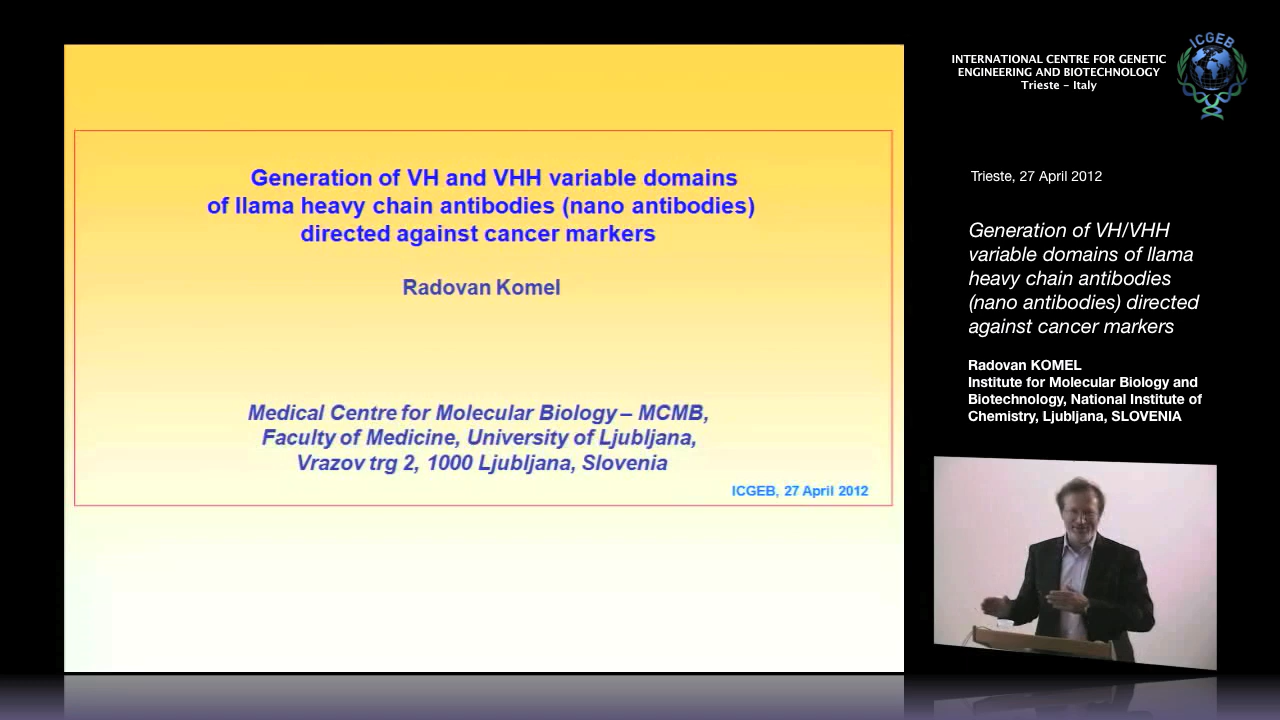 Generation of VH and VHH variable domains
of llama heavy chain antibodies (nano antibodies)
directed against cancer markers
Radovan Komel
Medical Centre for Molecular Biology – MCMB,
Faculty of Medicine, University of Ljubljana,
Vrazov trg 2, 1000 Ljubljana, Slovenia
ICGEB, 27 April 2012
INTERNATIONAL CENTRE FOR GENETIC
ENGINEERING AND BIOTECHNOLOGY
Trieste – Italy
ICGEB
Trieste, 27 April 2012
Generation of VH/VHH
variable domains of llama
heavy chain antibodies
(nano antibodies) directed
against cancer markers
Radovan KOMEL
Institute for Molecular Biology and
Biotechnology, National Institute of
Chemistry, Ljubljana, SLOVENIA